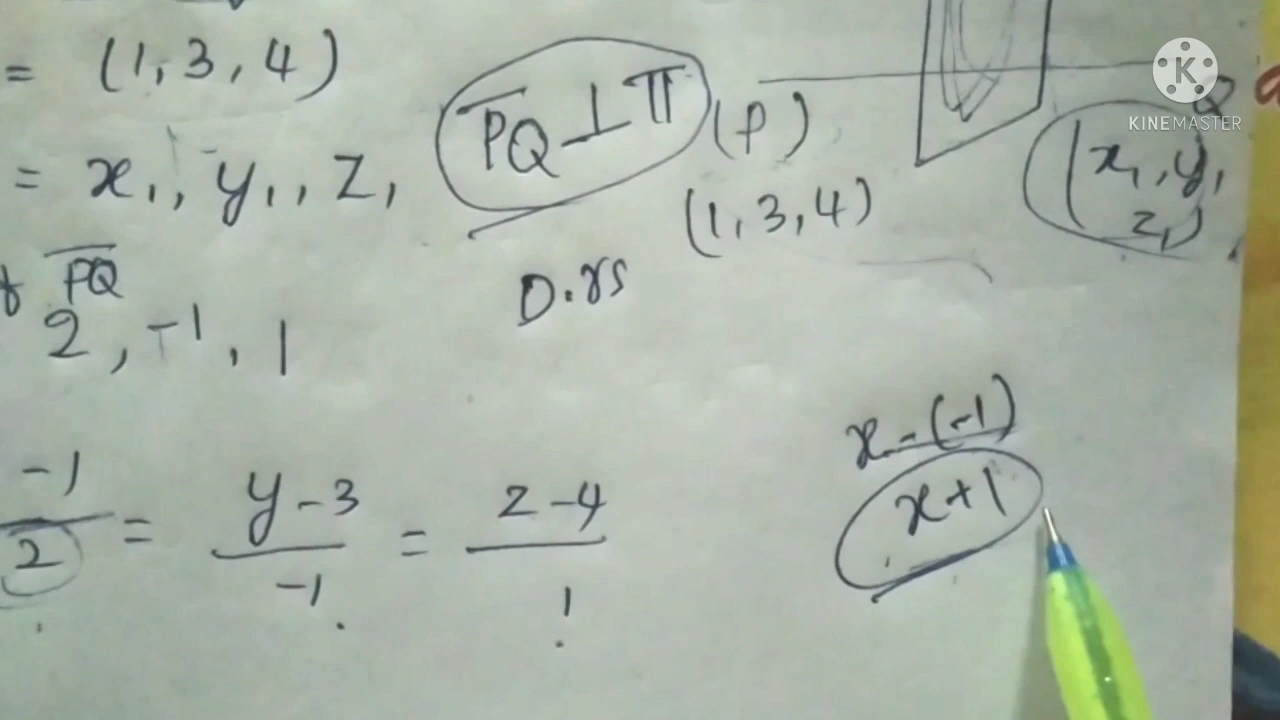 = (1, 3, 4)
PQ ⊥ π
(P)
Q
KINEMASTER
= x₁, y₁, z₁
(1, 3, 4)
(x₁, y₁,
z₁)
PQ
D.rs
2, -1, 1
x-(-1)
x+1
-1/2 = y-3/-1 = z-4/1